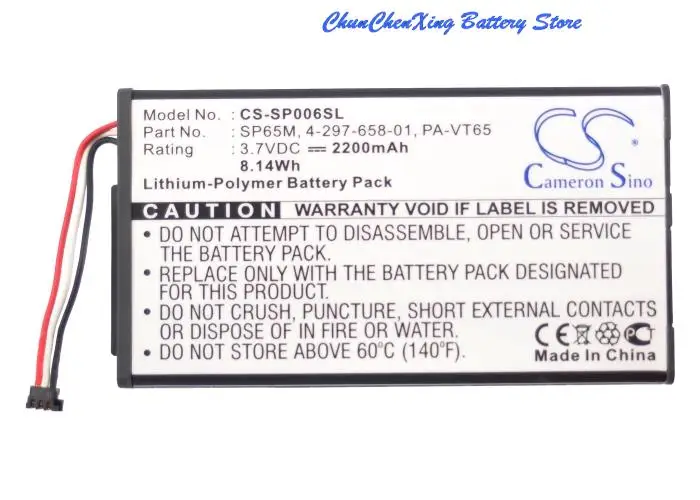 ChunChenXing Battery Store
Model No. : CS-SP006SL
Part No. : SP65M, 4-297-658-01, PA-VT65
Rating : 3.7VDC ⎓ 2200mAh
8.14Wh
Lithium-Polymer Battery Pack
CS
Cameron Sino
CAUTION WARRANTY VOID IF LABEL IS REMOVED
• DO NOT ATTEMPT TO DISASSEMBLE, OPEN OR SERVICE
THE BATTERY PACK.
• REPLACE ONLY WITH THE BATTERY PACK DESIGNATED
FOR THIS PRODUCT.
• DO NOT CRUSH, PUNCTURE, SHORT EXTERNAL CONTACTS
OR DISPOSE OF IN FIRE OR WATER.
• DO NOT STORE ABOVE 60°C (140°F).
CE
Made In China